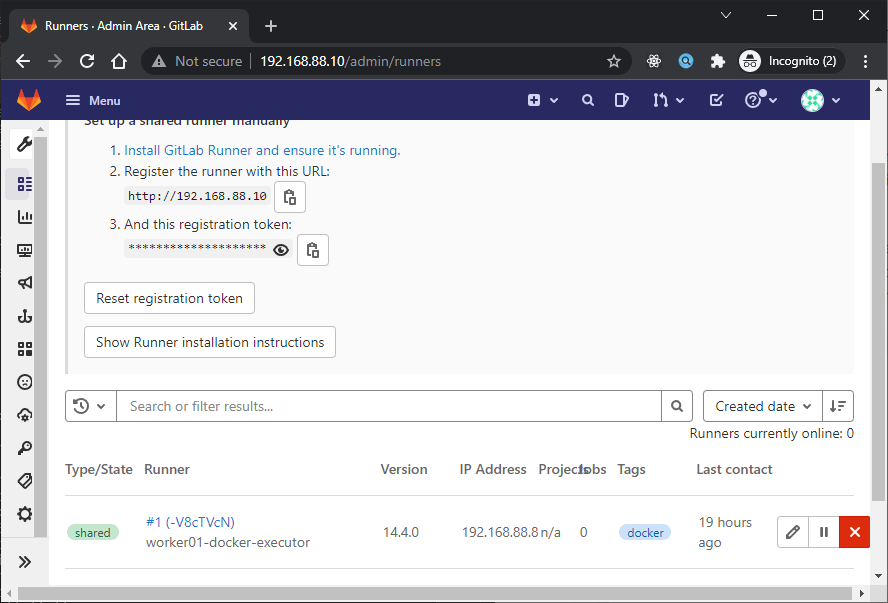 Runners · Admin Area · GitLab
Not secure 192.168.88.10/admin/runners Incognito (2)
Menu
Set up a shared runner manually
1. Install GitLab Runner and ensure it's running.
2. Register the runner with this URL:
http://192.168.88.10
3. And this registration token:
********************
Reset registration token
Show Runner installation instructions
Search or filter results... Created date
Runners currently online: 0
Type/State Runner Version IP Address Projects Jobs Tags Last contact
shared #1 (-V8cTVcN) 14.4.0 192.168.88.8 n/a 0 docker 19 hours
worker01-docker-executor ago